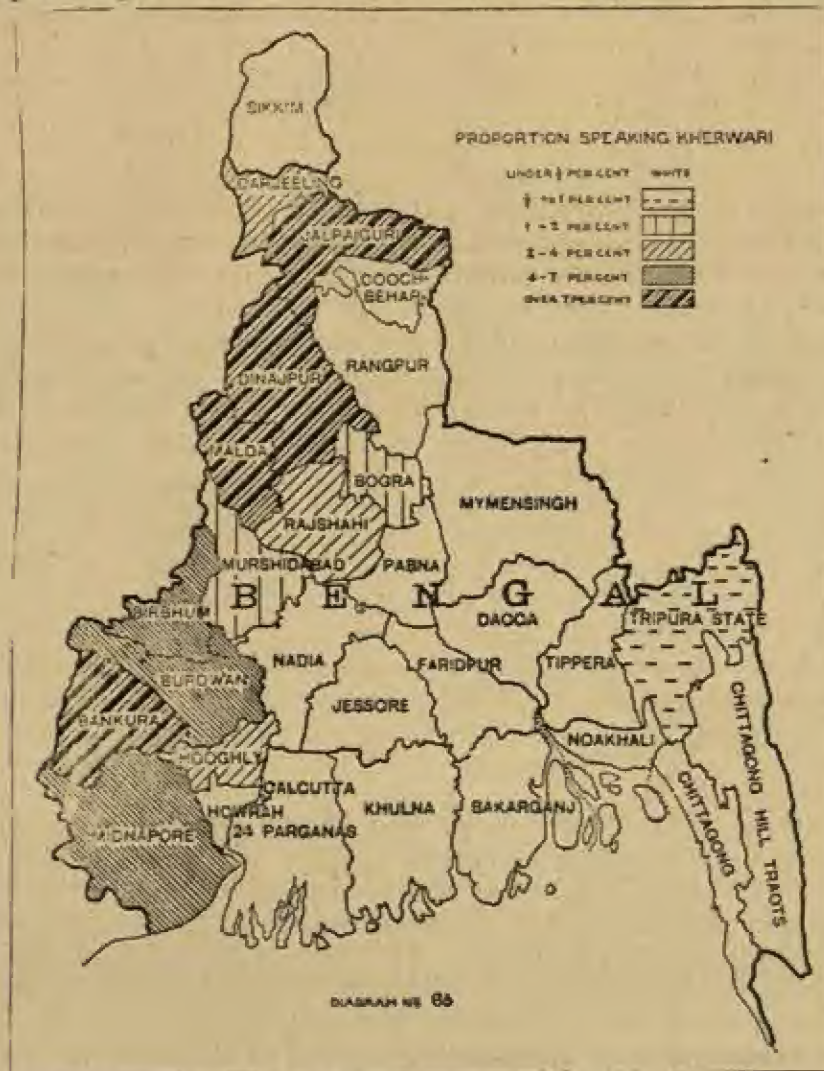 SIKKIM
PROPORTION SPEAKING KHERWARI
UNDER ½ PER CENT WHITE
½ TO 1 PER CENT
1 - 2 PER CENT
2 - 4 PER CENT
4 - 7 PER CENT
OVER 7 PER CENT
DARJEELING
JALPAIGURI
COOCH
BEHAR
RANGPUR
DINAJPUR
MALDA
BOGRA
MYMENSINGH
RAJSHAHI
MURSHIDABAD
PABNA
BENGAL
BIRBHUM
DACCA
TRIPURA STATE
BURDWAN
NADIA
FARIDPUR
TIPPERA
JESSORE
BANKURA
NOAKHALI
HOOGHLY
CALCUTTA
HOWRAH
KHULNA
BAKARGANJ
24 PARGANAS
MIDNAPORE
CHITTAGONG
CHITTAGONG HILL TRACTS
DIAGRAM NO